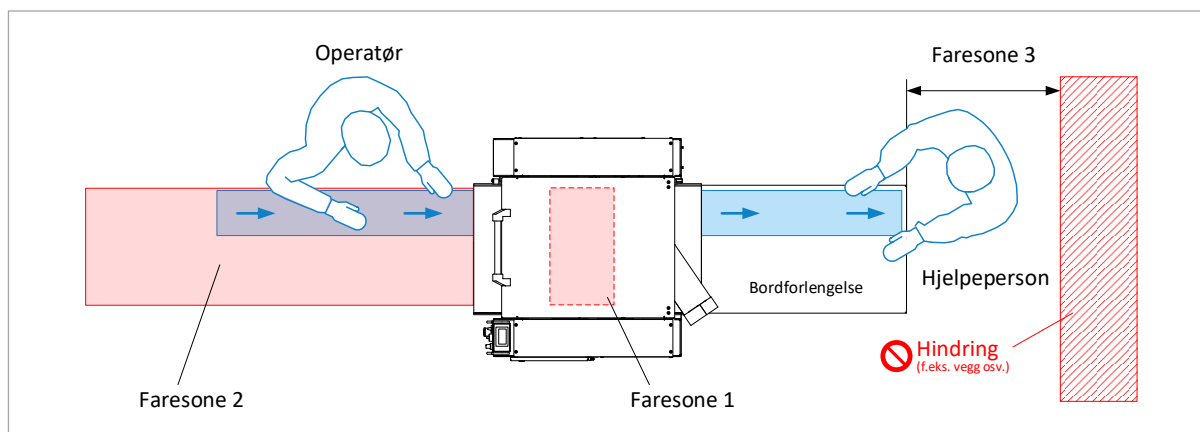 Operatør
Faresone 3
Bordforlengelse
Hjelpeperson
Hindring
(f.eks. vegg osv.)
Faresone 2
Faresone 1